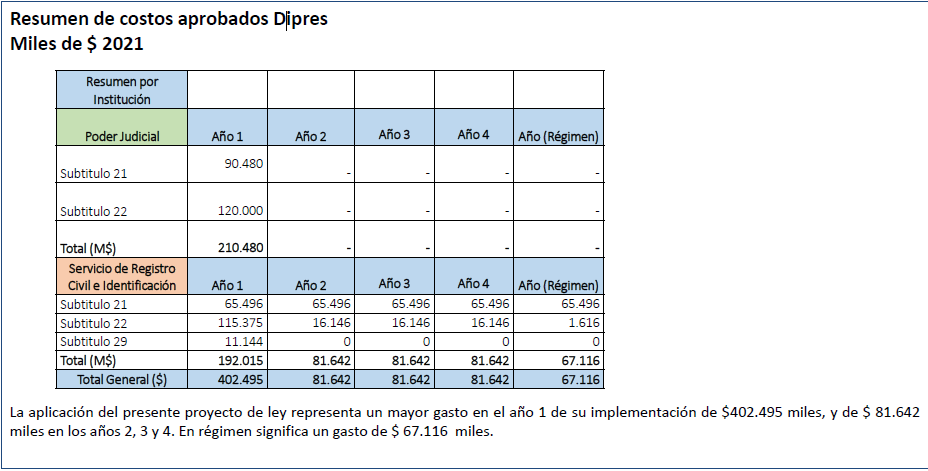 Resumen de costos aprobados Dipres
Miles de $ 2021
Resumen por
Institución
Poder Judicial Año 1 Año 2 Año 3 Año 4 Año (Régimen)
Subtitulo 21 90.480 - - - -
Subtitulo 22 120.000 - - - -
Total (M$) 210.480 - - - -
Servicio de Registro
Civil e Identificación Año 1 Año 2 Año 3 Año 4 Año (Régimen)
Subtitulo 21 65.496 65.496 65.496 65.496 65.496
Subtitulo 22 115.375 16.146 16.146 16.146 1.616
Subtitulo 29 11.144 0 0 0 0
Total (M$) 192.015 81.642 81.642 81.642 67.116
Total General ($) 402.495 81.642 81.642 81.642 67.116
La aplicación del presente proyecto de ley representa un mayor gasto en el año 1 de su implementación de $402.495 miles, y de $ 81.642
miles en los años 2, 3 y 4. En régimen significa un gasto de $ 67.116 miles.